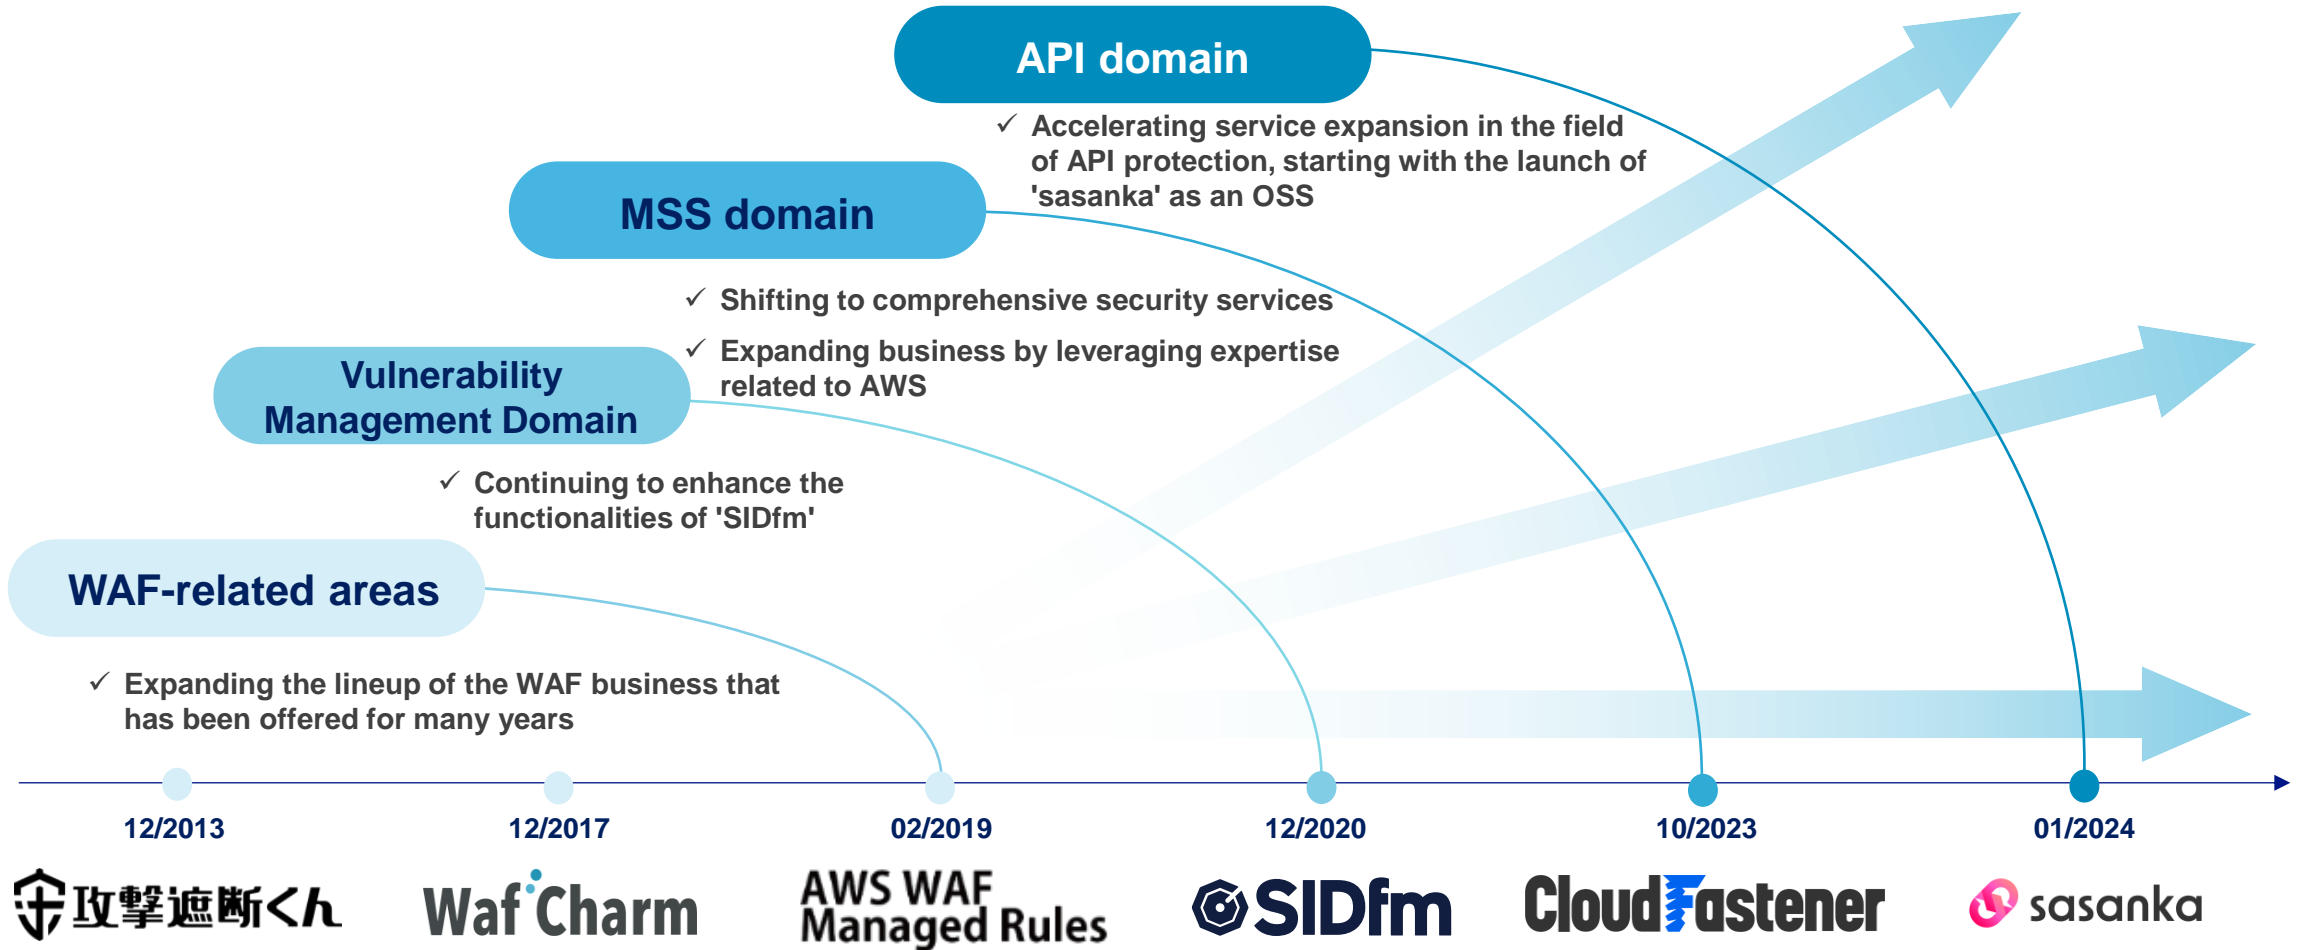 API domain
✓ Accelerating service expansion in the field
of API protection, starting with the launch of
'sasanka' as an OSS
MSS domain
✓ Shifting to comprehensive security services
✓ Expanding business by leveraging expertise
related to AWS
Vulnerability
Management Domain
✓ Continuing to enhance the
functionalities of 'SIDfm'
WAF-related areas
✓ Expanding the lineup of the WAF business that
has been offered for many years
12/2013
12/2017
02/2019
12/2020
10/2023
01/2024
攻撃遮断くん
WafCharm
AWS WAF
Managed Rules
SIDfm
CloudFastener
sasanka